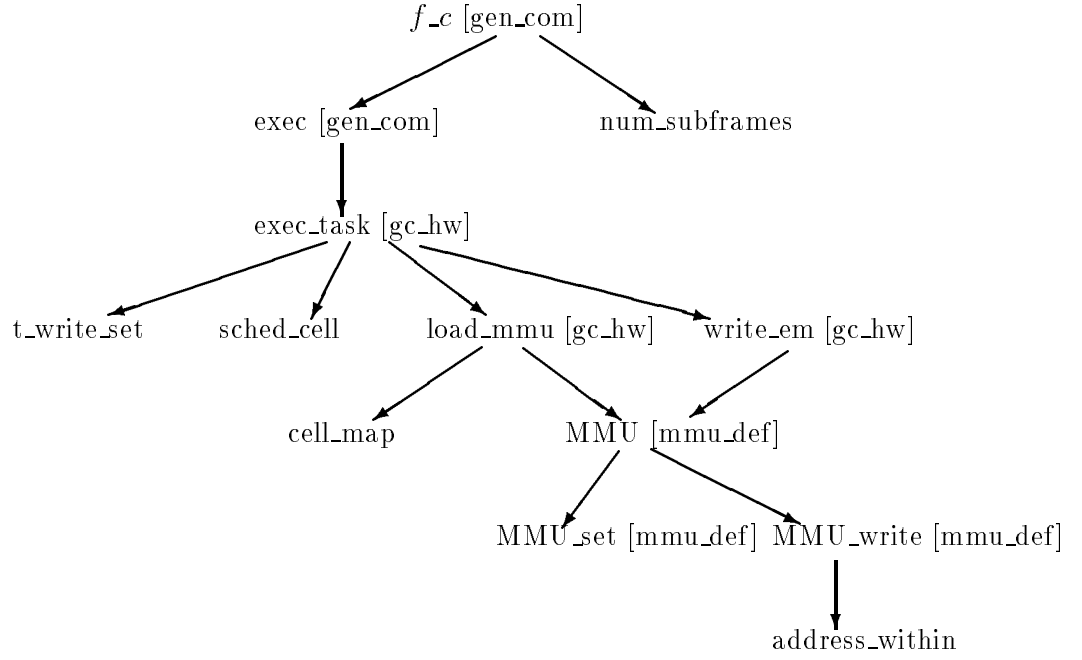 f_c [gen_com]
exec [gen_com] num_subframes
exec_task [gc_hw]
t_write_set sched_cell load_mmu [gc_hw] write_em [gc_hw]
cell_map MMU [mmu_def]
MMU_set [mmu_def] MMU_write [mmu_def]
address_within